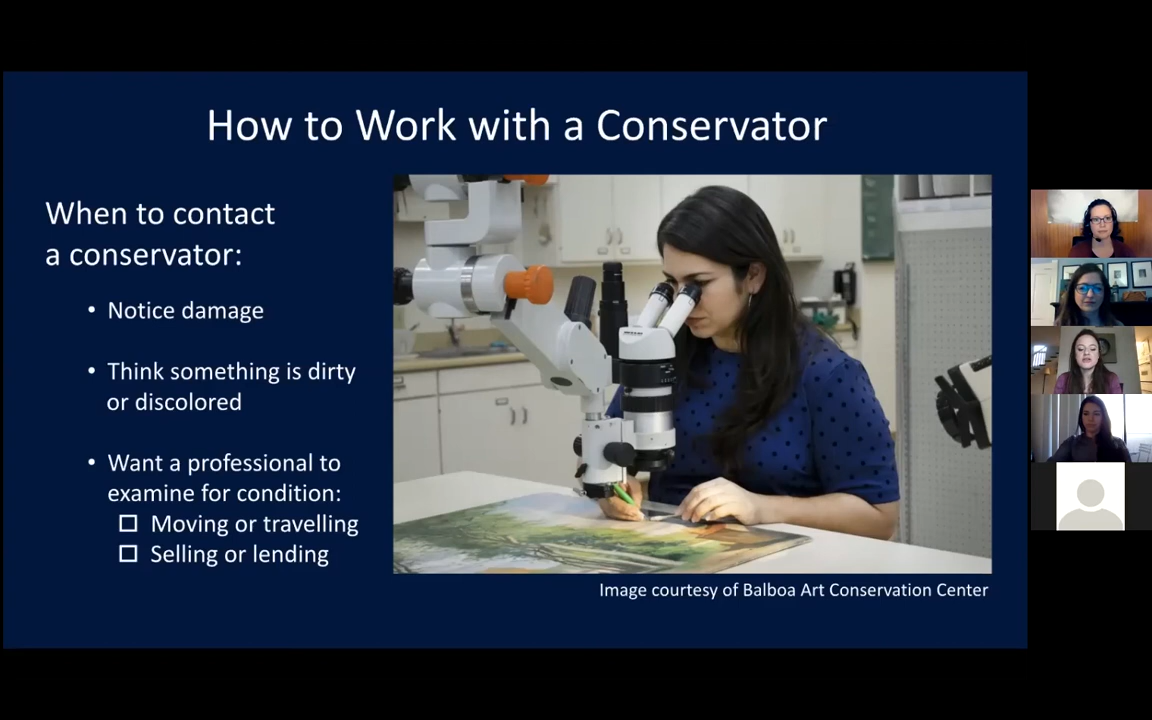 How to Work with a Conservator
When to contact
a conservator:
• Notice damage
• Think something is dirty
or discolored
• Want a professional to
examine for condition:
☐ Moving or travelling
☐ Selling or lending
Image courtesy of Balboa Art Conservation Center